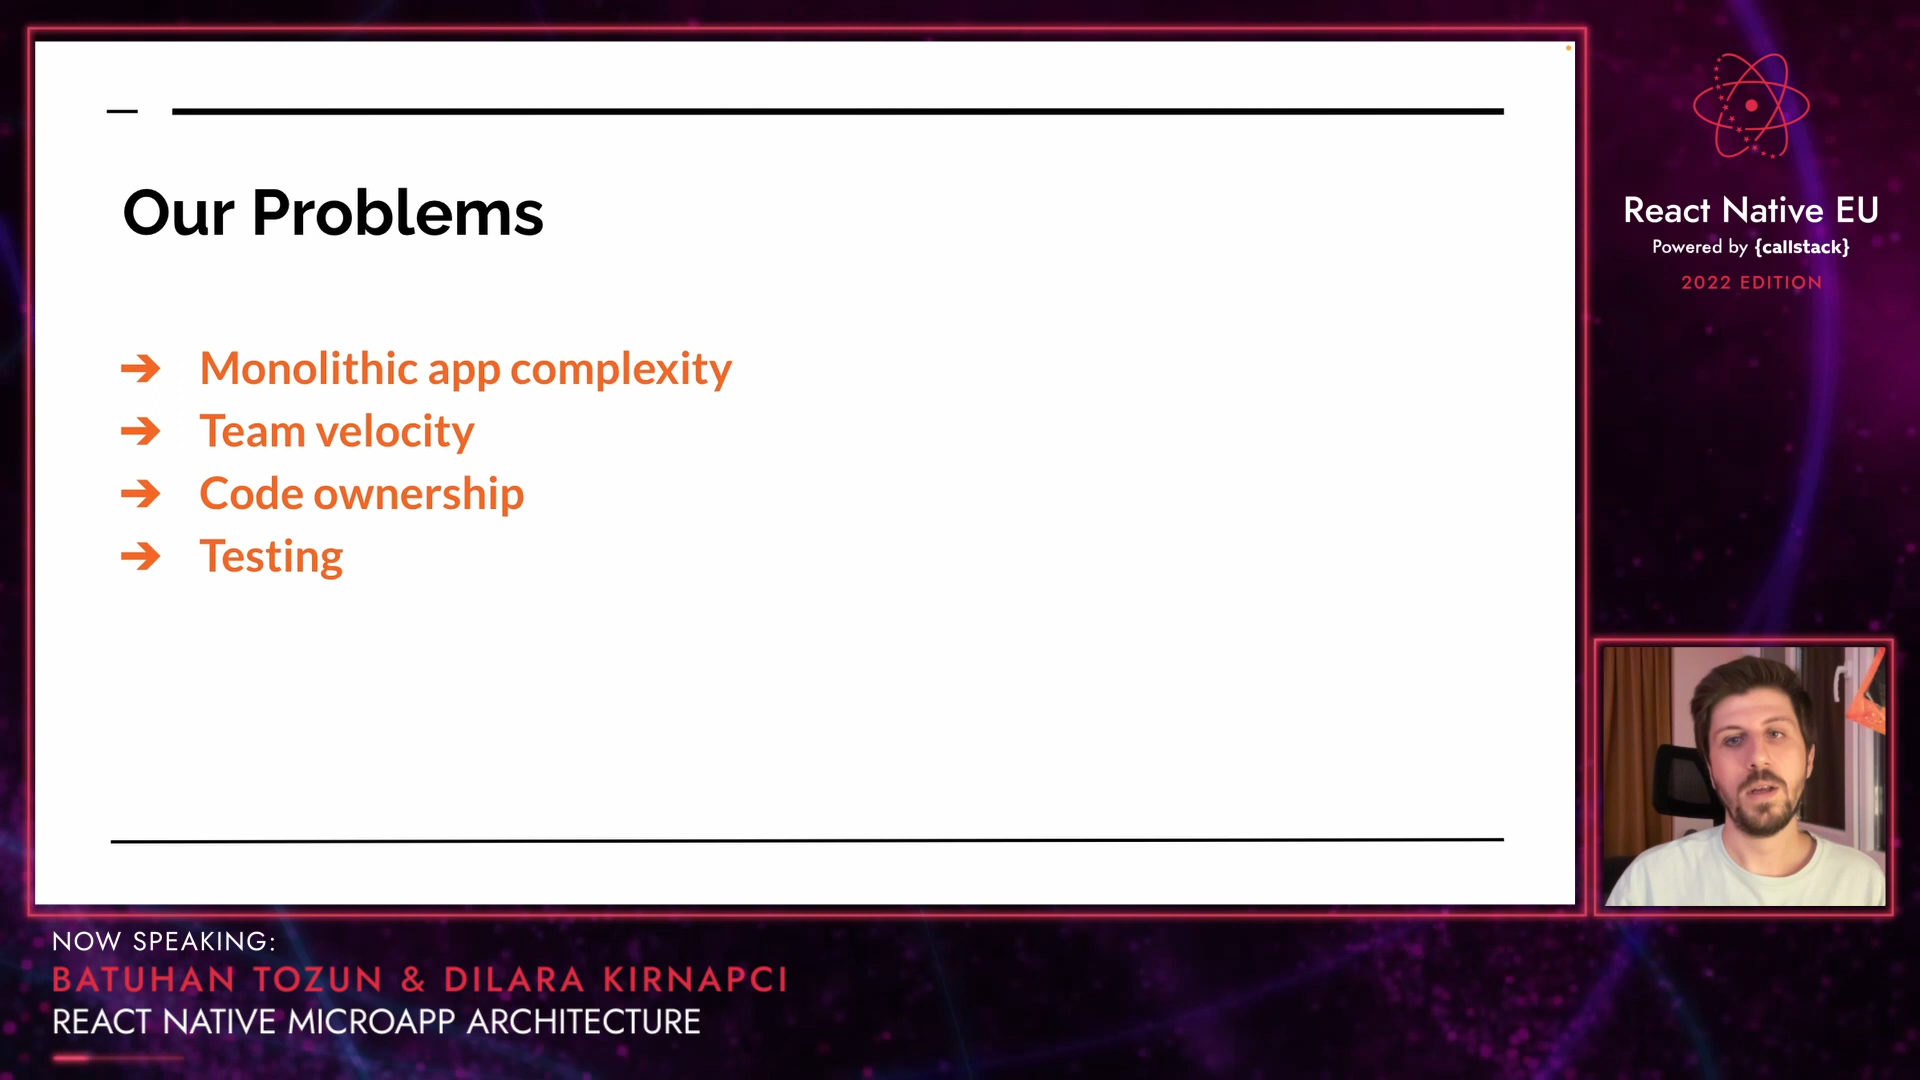 Our Problems
➔ Monolithic app complexity
➔ Team velocity
➔ Code ownership
➔ Testing
React Native EU
Powered by {callstack}
2022 EDITION
NOW SPEAKING:
BATUHAN TOZUN & DILARA KIRNAPCI
REACT NATIVE MICROAPP ARCHITECTURE